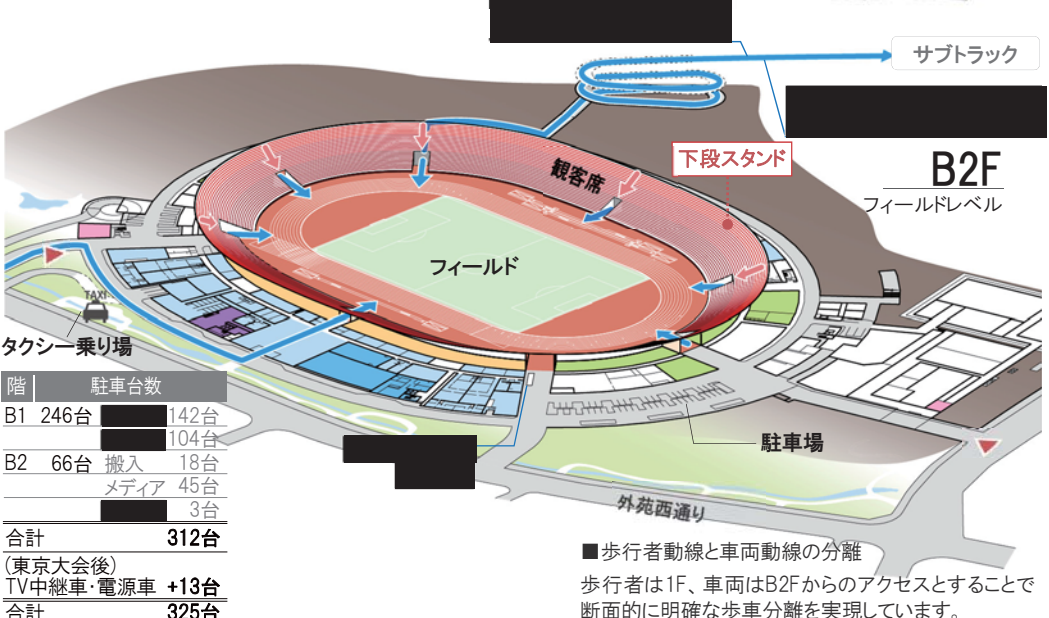 サブトラック
下段スタンド
観客席
B2F
フィールドレベル
フィールド
TAXI
タクシー乗り場
階 駐車台数
B1 246台 142台
104台
B2 66台 搬入 18台
メディア 45台
3台
合計 312台
(東京大会後)
TV中継車・電源車 +13台
合計 325台
駐車場
外苑西通り
■歩行者動線と車両動線の分離
歩行者は1F、車両はB2Fからのアクセスとすることで
断面的に明確な歩車分離を実現しています。